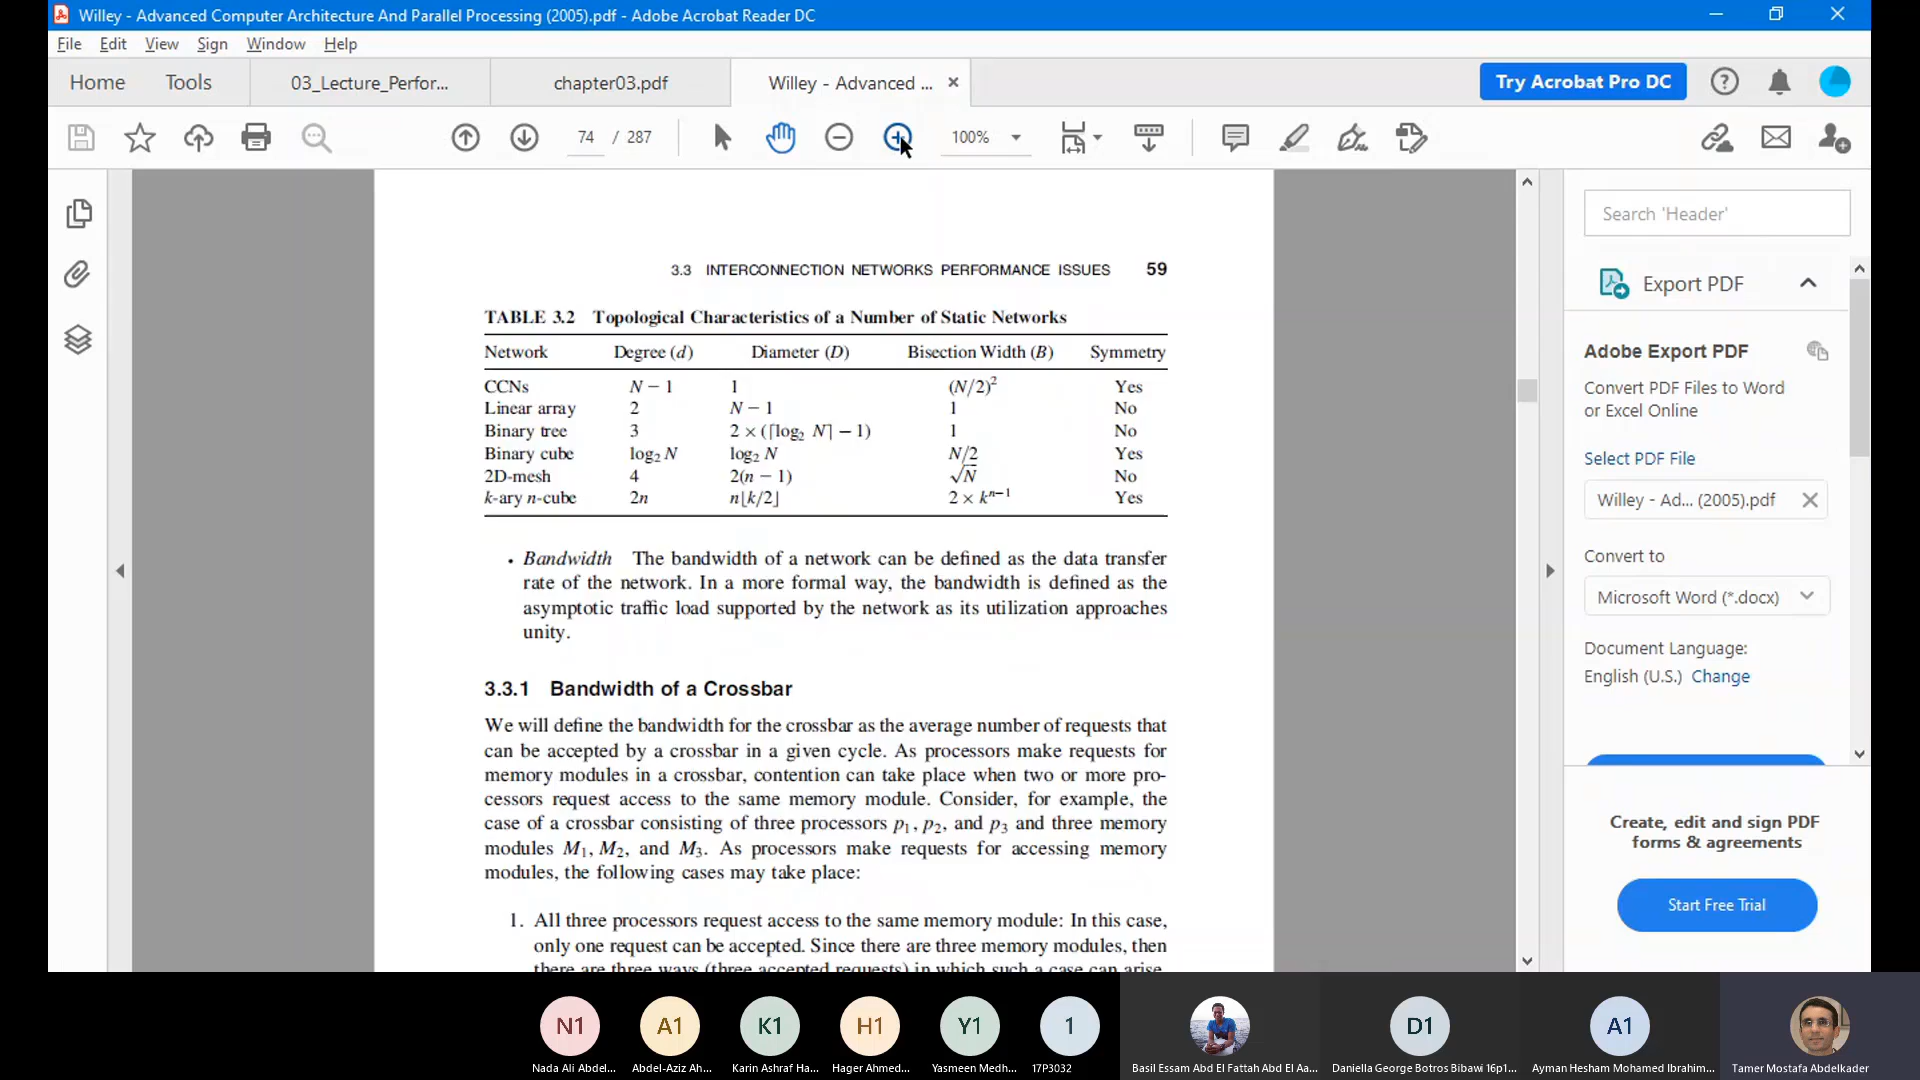 Willey - Advanced Computer Architecture And Parallel Processing (2005).pdf - Adobe Acrobat Reader DC
File Edit View Sign Window Help
Home Tools 03_Lecture_Perfor... chapter03.pdf Willey - Advanced ... Try Acrobat Pro DC
74 / 287 100%
Search 'Header'
Export PDF
Adobe Export PDF
Convert PDF Files to Word
or Excel Online
Select PDF File
Willey - Ad... (2005).pdf
Convert to
Microsoft Word (*.docx)
Document Language:
English (U.S.) Change
Create, edit and sign PDF
forms & agreements
Start Free Trial
3.3 INTERCONNECTION NETWORKS PERFORMANCE ISSUES 59
TABLE 3.2 Topological Characteristics of a Number of Static Networks
Network Degree (d) Diameter (D) Bisection Width (B) Symmetry
CCNs N − 1 1 (N/2)² Yes
Linear array 2 N − 1 1 No
Binary tree 3 2 × (⌈log₂ N⌉ − 1) 1 No
Binary cube log₂ N log₂ N N/2 Yes
2D-mesh 4 2(n − 1) √N No
k-ary n-cube 2n n⌊k/2⌋ 2 × kⁿ⁻¹ Yes
• Bandwidth The bandwidth of a network can be defined as the data transfer
rate of the network. In a more formal way, the bandwidth is defined as the
asymptotic traffic load supported by the network as its utilization approaches
unity.
3.3.1 Bandwidth of a Crossbar
We will define the bandwidth for the crossbar as the average number of requests that
can be accepted by a crossbar in a given cycle. As processors make requests for
memory modules in a crossbar, contention can take place when two or more pro-
cessors request access to the same memory module. Consider, for example, the
case of a crossbar consisting of three processors p₁, p₂, and p₃ and three memory
modules M₁, M₂, and M₃. As processors make requests for accessing memory
modules, the following cases may take place:
1. All three processors request access to the same memory module: In this case,
only one request can be accepted. Since there are three memory modules, then
there are three ways (three accepted requests) in which such a case can arise.
N1 A1 K1 H1 Y1 1 D1 A1
Nada Ali Abdel... Abdel-Aziz Ah... Karin Ashraf Ha... Hager Ahmed... Yasmeen Medh... 17P3032 Basil Essam Abd El Fattah Abd El Aa... Daniella George Botros Bibawi 16p1... Ayman Hesham Mohamed Ibrahim... Tamer Mostafa Abdelkader